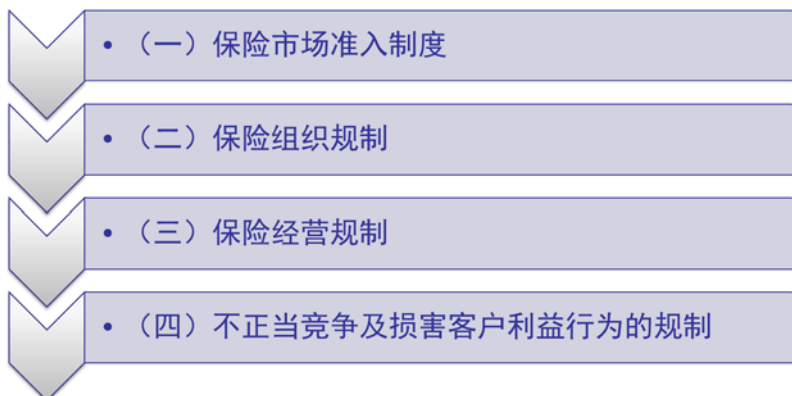 • （一）保险市场准入制度
• （二）保险组织规制
• （三）保险经营规制
• （四）不正当竞争及损害客户利益行为的规制